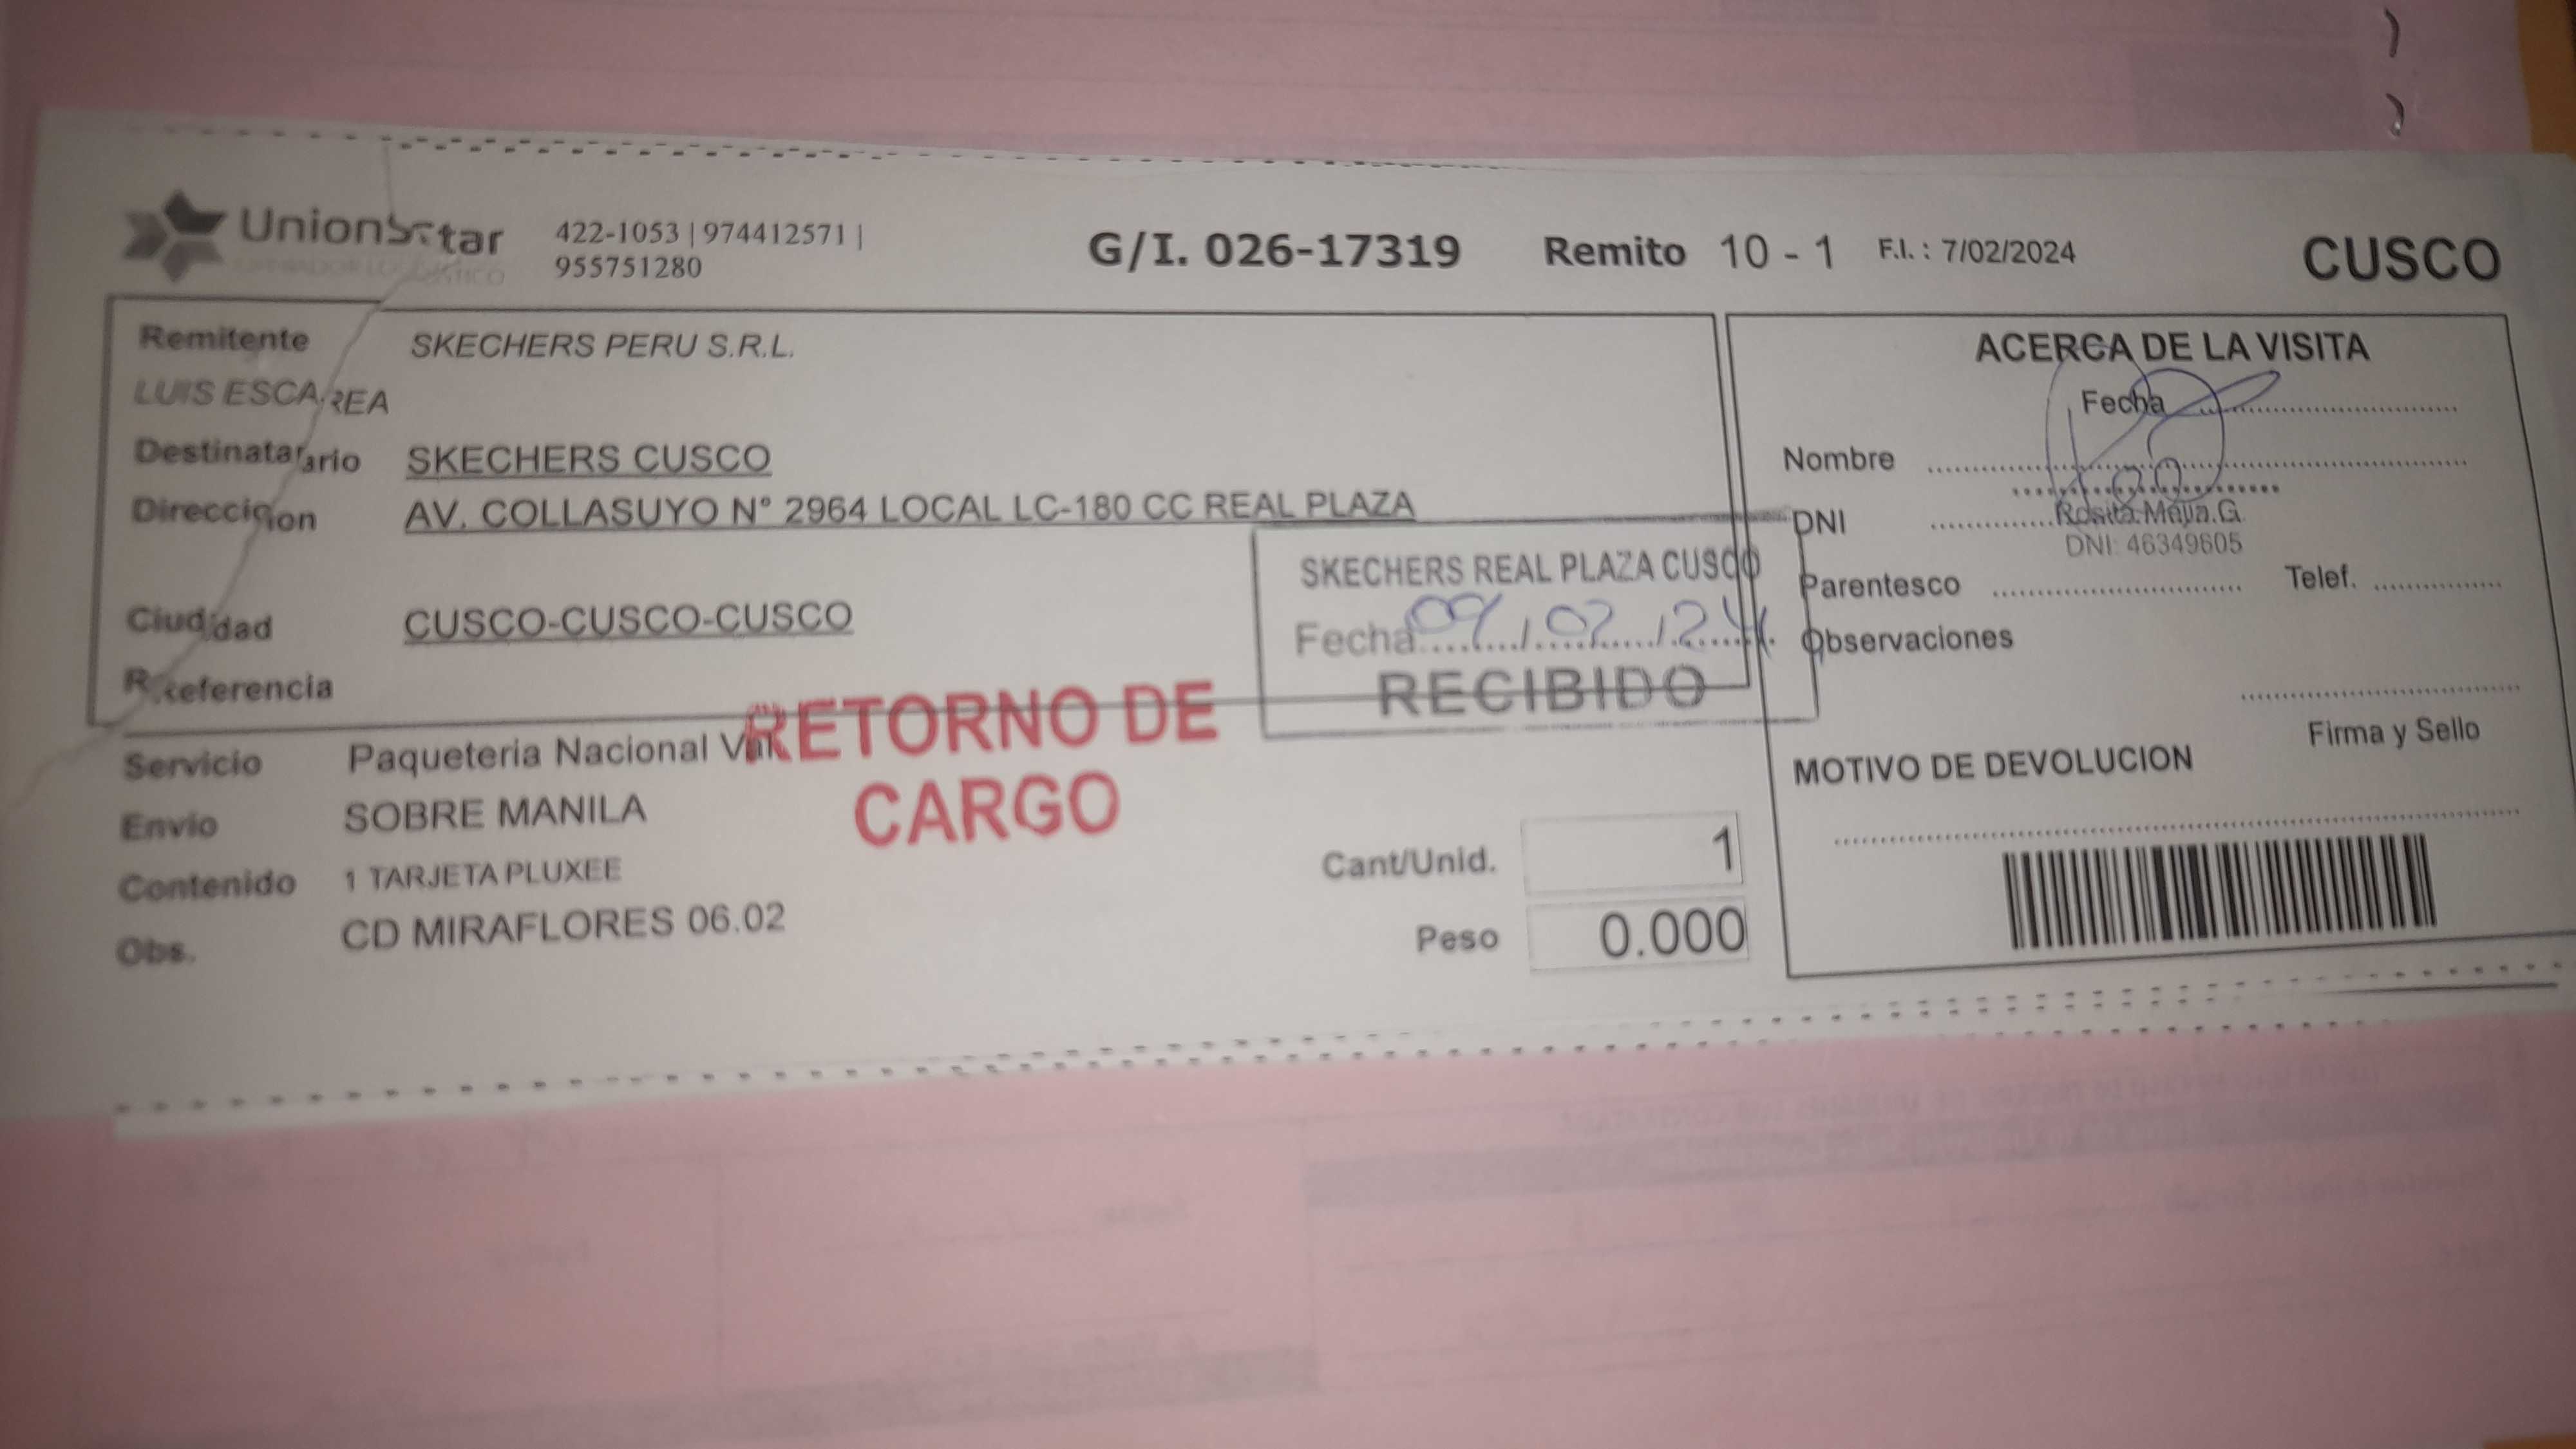 UnionStar
OPERADOR LOGISTICO
422-1053 | 974412571 |
955751280
G/I. 026-17319 Remito 10 - 1 F.I. : 7/02/2024
CUSCO
Remitente SKECHERS PERU S.R.L.
LUIS ESCAREA
Destinatario SKECHERS CUSCO
Direccion AV. COLLASUYO N° 2964 LOCAL LC-180 CC REAL PLAZA
Ciudad CUSCO-CUSCO-CUSCO
Referencia
SKECHERS REAL PLAZA CUSCO
Fecha 09/02/24
RECIBIDO
RETORNO DE
CARGO
Servicio Paqueteria Nacional
Envio SOBRE MANILA
Contenido 1 TARJETA PLUXEE
Obs. CD MIRAFLORES 06.02
Cant/Unid. 1
Peso 0.000
ACERCA DE LA VISITA
Fecha
Nombre
DNI
Rosita Mejia.G.
DNI: 46349605
Parentesco Telef.
Observaciones
Firma y Sello
MOTIVO DE DEVOLUCION